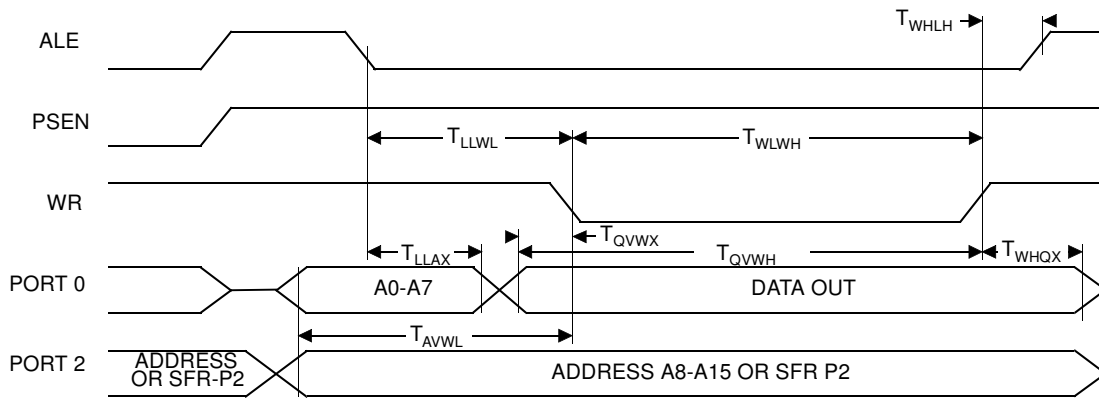 ALE
T_WHLH
PSEN
T_LLWL
T_WLWH
WR
T_QVWX
T_LLAX
T_QVWH
T_WHQX
PORT 0
A0-A7
DATA OUT
T_AVWL
PORT 2
ADDRESS
OR SFR-P2
ADDRESS A8-A15 OR SFR P2